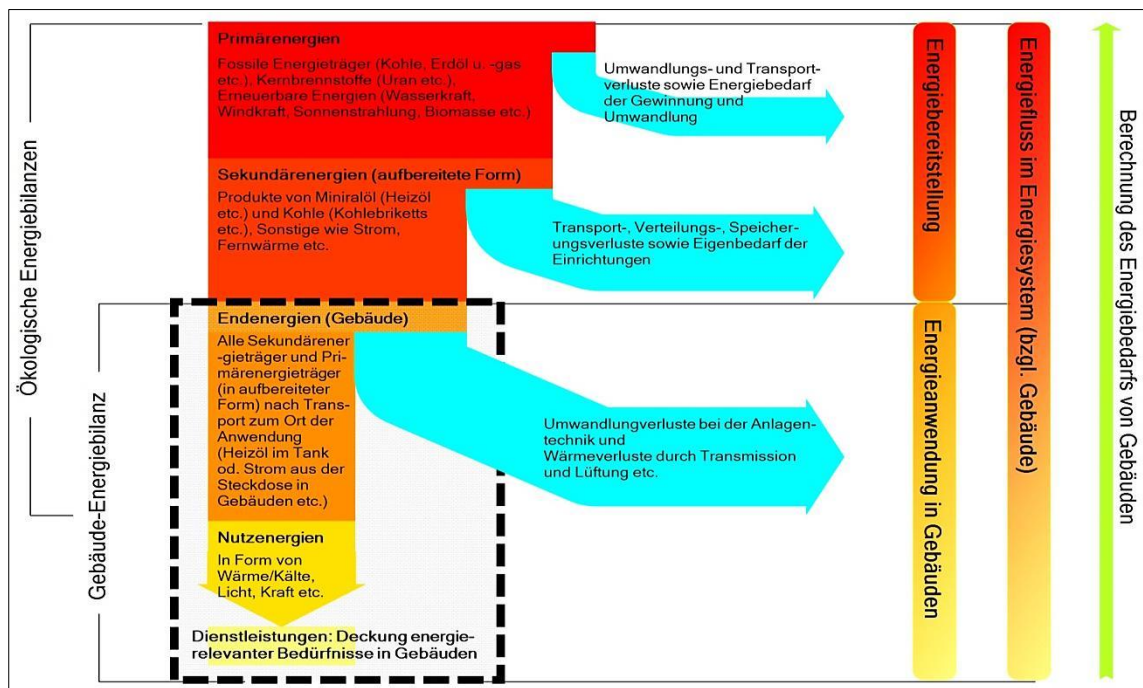 Primärenergien
Fossile Energieträger (Kohle, Erdöl u. -gas
etc.), Kernbrennstoffe (Uran etc.),
Erneuerbare Energien (Wasserkraft,
Windkraft, Sonnenstrahlung, Biomasse etc.)
Umwandlungs- und Transport-
verluste sowie Energiebedarf
der Gewinnung und
Umwandlung
Sekundärenergien (aufbereitete Form)
Produkte von Miniralöl (Heizöl
etc.) und Kohle (Kohlebriketts
etc.), Sonstige wie Strom,
Fernwärme etc.
Transport-, Verteilungs-, Speicher-
ungsverluste sowie Eigenbedarf der
Einrichtungen
Endenergien (Gebäude)
Alle Sekundärener
-gieträger und Pri-
märenergieträger
(in aufbereiteter
Form) nach Trans-
port zum Ort der
Anwendung
(Heizöl im Tank
od. Strom aus der
Steckdose in
Gebäuden etc.)
Umwandlungverluste bei der Anlagen-
technik und
Wärmeverluste durch Transmission
und Lüftung etc.
Nutzenergien
In Form von
Wärme/Kälte,
Licht, Kraft etc.
Dienstleistungen: Deckung energie-
relevanter Bedürfnisse in Gebäuden
Ökologische Energiebilanzen
Gebäude-Energiebilanz
Energiebereitstellung
Energieanwendung in Gebäuden
Energiefluss im Energiesystem (bzgl. Gebäude)
Berechnung des Energiebedarfs von Gebäuden